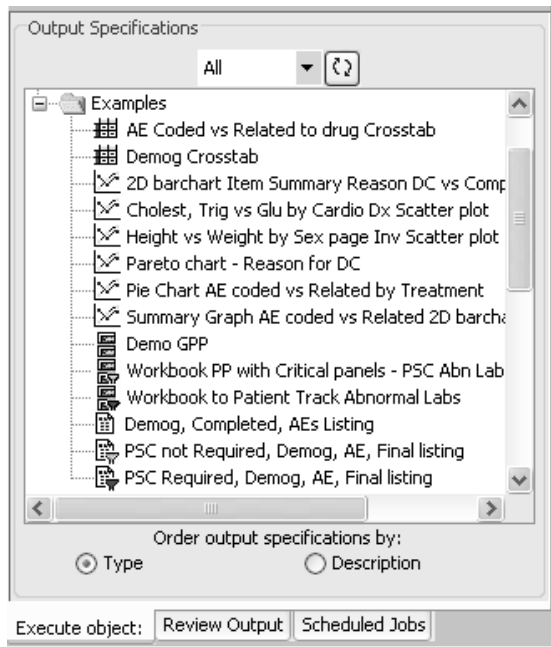 Output Specifications
All
Examples
AE Coded vs Related to drug Crosstab
Demog Crosstab
2D barchart Item Summary Reason DC vs Comp
Cholest, Trig vs Glu by Cardio Dx Scatter plot
Height vs Weight by Sex page Inv Scatter plot
Pareto chart - Reason for DC
Pie Chart AE coded vs Related by Treatment
Summary Graph AE coded vs Related 2D barcha
Demo GPP
Workbook PP with Critical panels - PSC Abn Lab
Workbook to Patient Track Abnormal Labs
Demog, Completed, AEs Listing
PSC not Required, Demog, AE, Final listing
PSC Required, Demog, AE, Final listing
Order output specifications by:
Type Description
Execute object: Review Output Scheduled Jobs